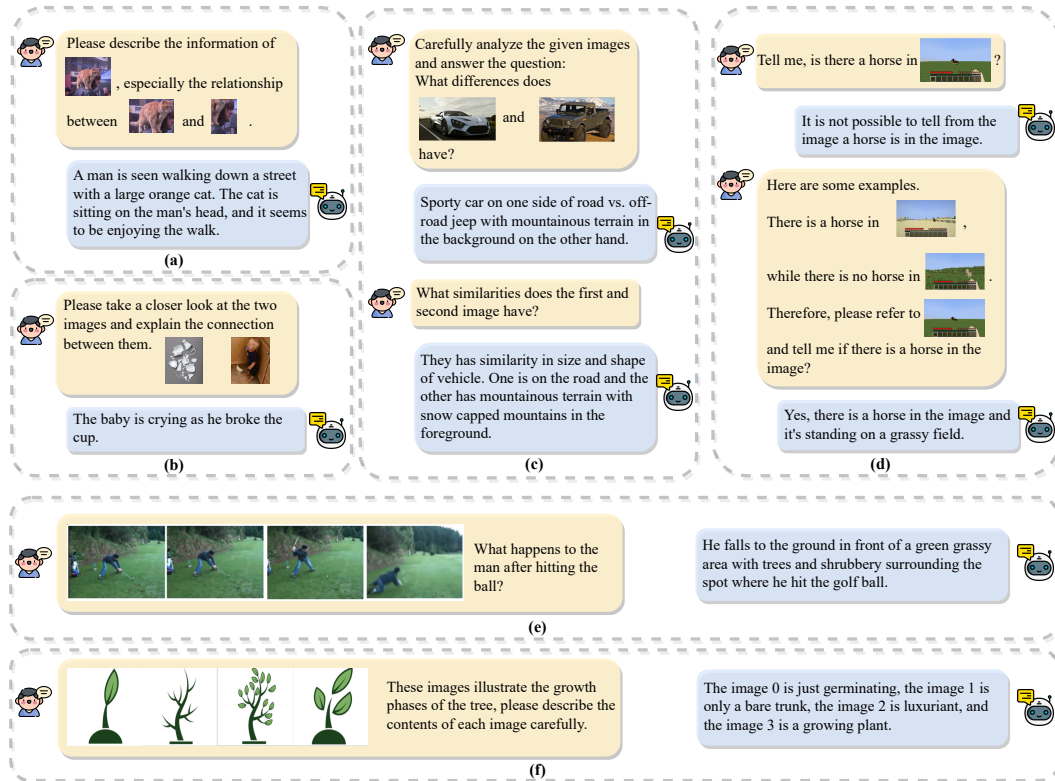 Please describe the information of
, especially the relationship
between and .
A man is seen walking down a street
with a large orange cat. The cat is
sitting on the man's head, and it seems
to be enjoying the walk.
(a)
Please take a closer look at the two
images and explain the connection
between them.
The baby is crying as he broke the
cup.
(b)
Carefully analyze the given images
and answer the question:
What differences does
and
have?
Sporty car on one side of road vs. off-
road jeep with mountainous terrain in
the background on the other hand.
What similarities does the first and
second image have?
They has similarity in size and shape
of vehicle. One is on the road and the
other has mountainous terrain with
snow capped mountains in the
foreground.
(c)
Tell me, is there a horse in ?
It is not possible to tell from the
image a horse is in the image.
Here are some examples.
There is a horse in ,
while there is no horse in .
Therefore, please refer to
and tell me if there is a horse in the
image?
Yes, there is a horse in the image and
it's standing on a grassy field.
(d)
What happens to the
man after hitting the
ball?
He falls to the ground in front of a green grassy
area with trees and shrubbery surrounding the
spot where he hit the golf ball.
(e)
These images illustrate the growth
phases of the tree, please describe the
contents of each image carefully.
The image 0 is just germinating, the image 1 is
only a bare trunk, the image 2 is luxuriant, and
the image 3 is a growing plant.
(f)